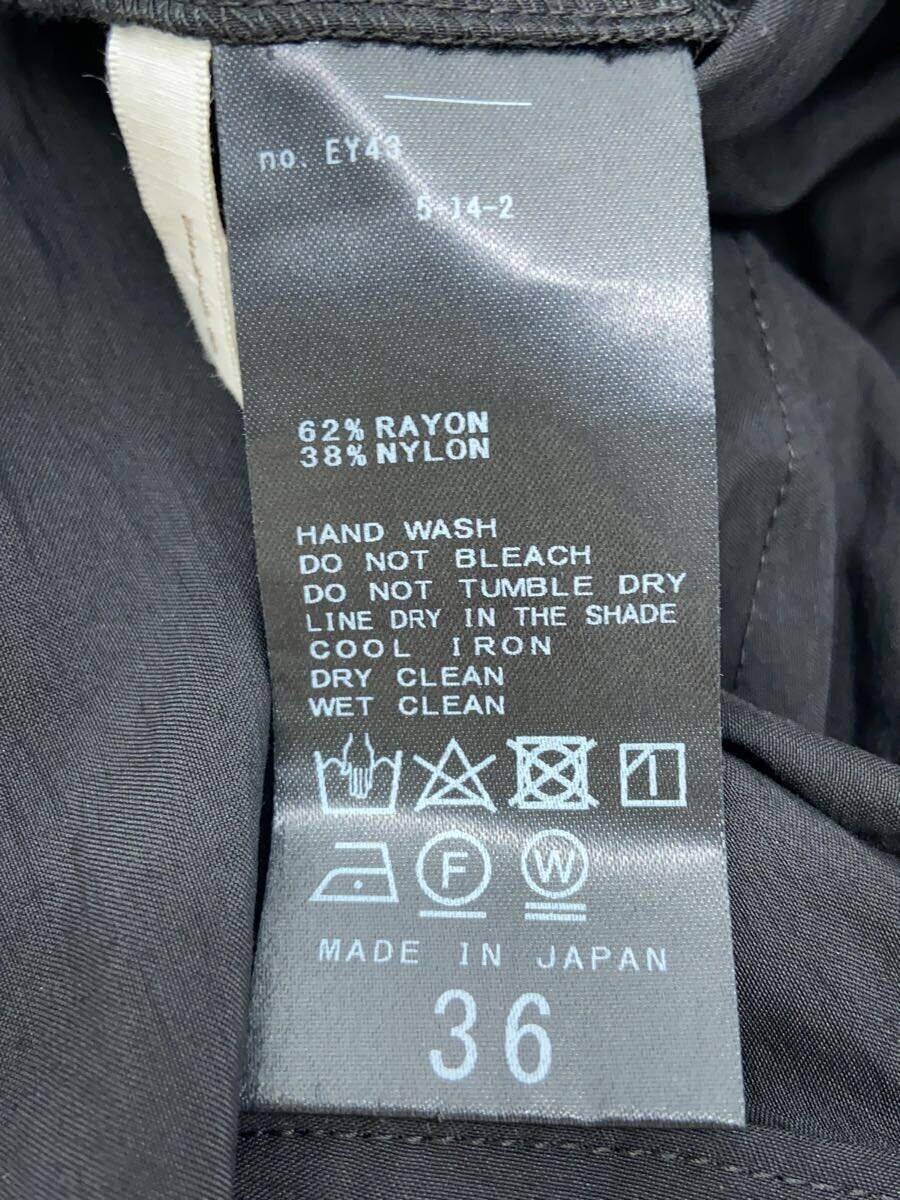 no. EY43
5-14-2
62% RAYON
38% NYLON
HAND WASH
DO NOT BLEACH
DO NOT TUMBLE DRY
LINE DRY IN THE SHADE
COOL IRON
DRY CLEAN
WET CLEAN
F W
MADE IN JAPAN
36